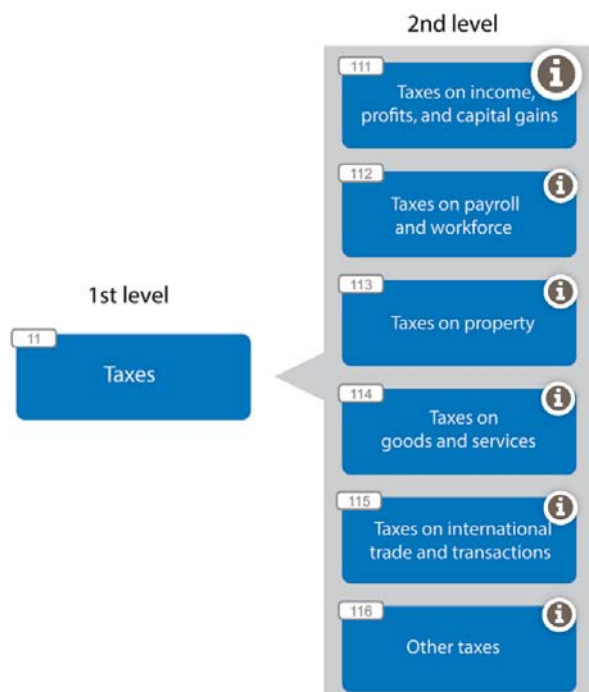 2nd level
111
Taxes on income,
profits, and capital gains
112
Taxes on payroll
and workforce
113
Taxes on property
1st level
11
Taxes
114
Taxes on
goods and services
115
Taxes on international
trade and transactions
116
Other taxes